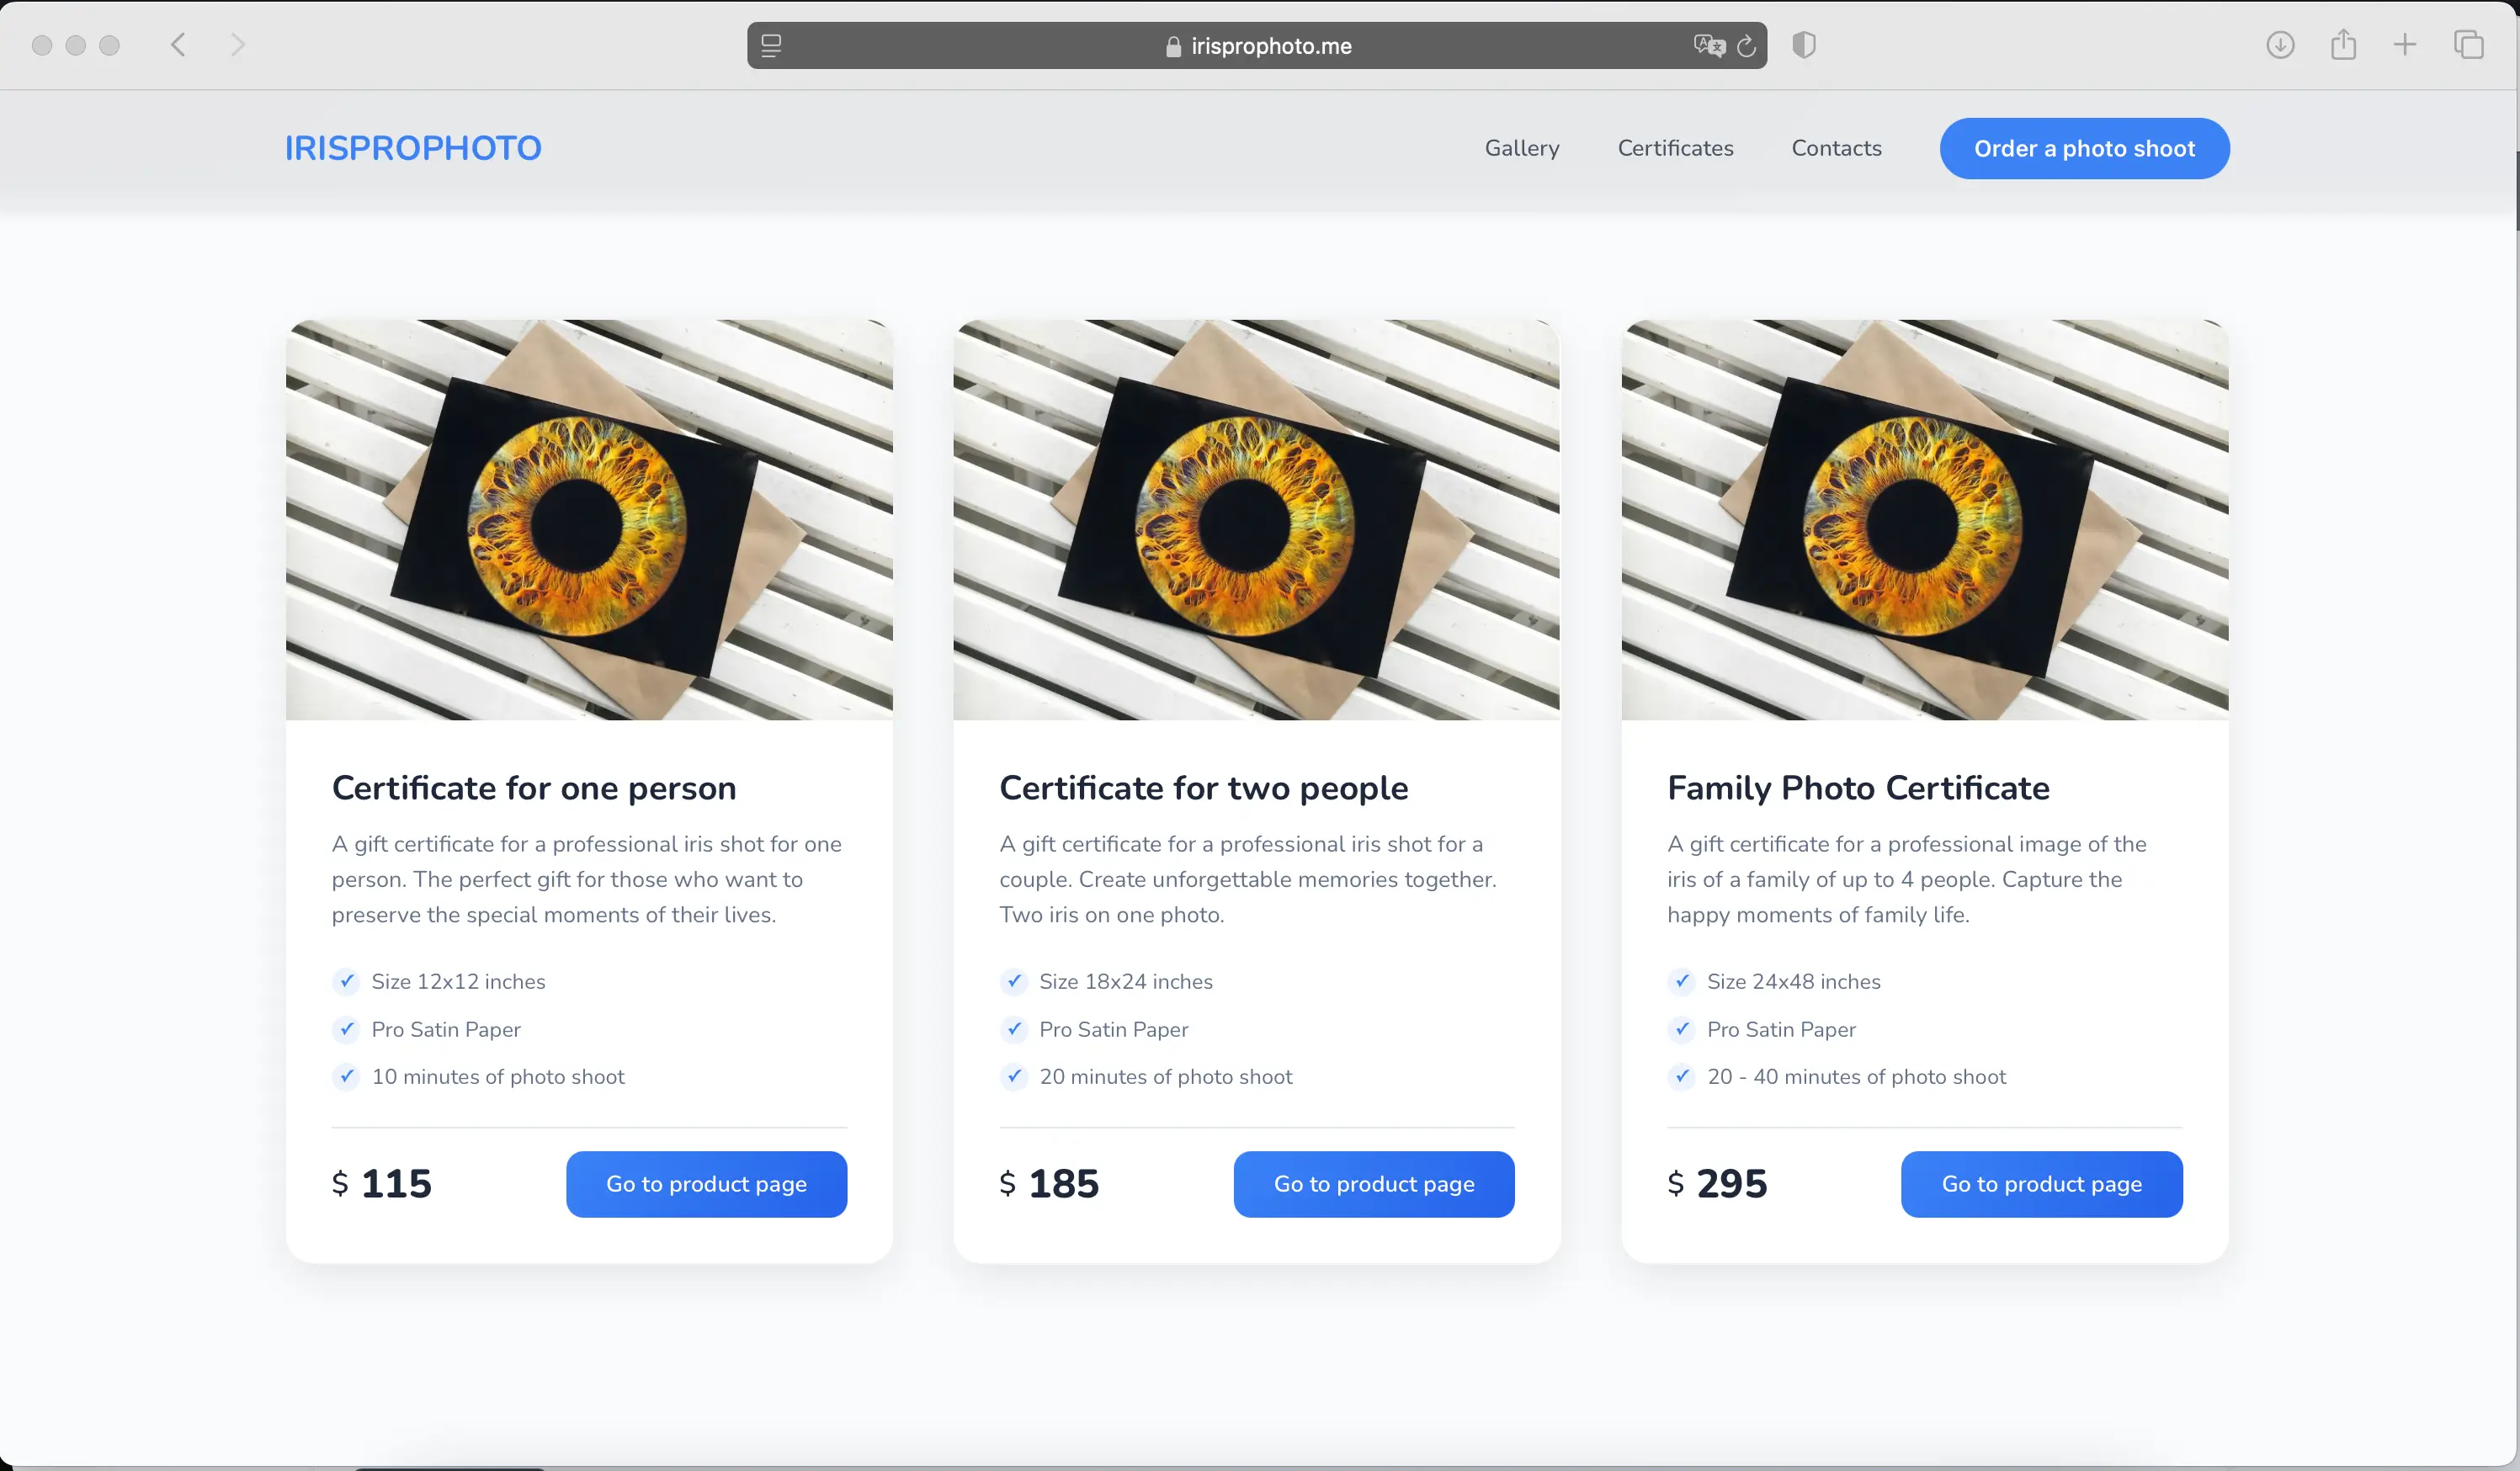 irisprophoto.me
IRISPROPHOTO
Gallery
Certificates
Contacts
Order a photo shoot
Certificate for one person
A gift certificate for a professional iris shot for one
person. The perfect gift for those who want to
preserve the special moments of their lives.
✓ Size 12x12 inches
✓ Pro Satin Paper
✓ 10 minutes of photo shoot
$ 115
Go to product page
Certificate for two people
A gift certificate for a professional iris shot for a
couple. Create unforgettable memories together.
Two iris on one photo.
✓ Size 18x24 inches
✓ Pro Satin Paper
✓ 20 minutes of photo shoot
$ 185
Go to product page
Family Photo Certificate
A gift certificate for a professional image of the
iris of a family of up to 4 people. Capture the
happy moments of family life.
✓ Size 24x48 inches
✓ Pro Satin Paper
✓ 20 - 40 minutes of photo shoot
$ 295
Go to product page